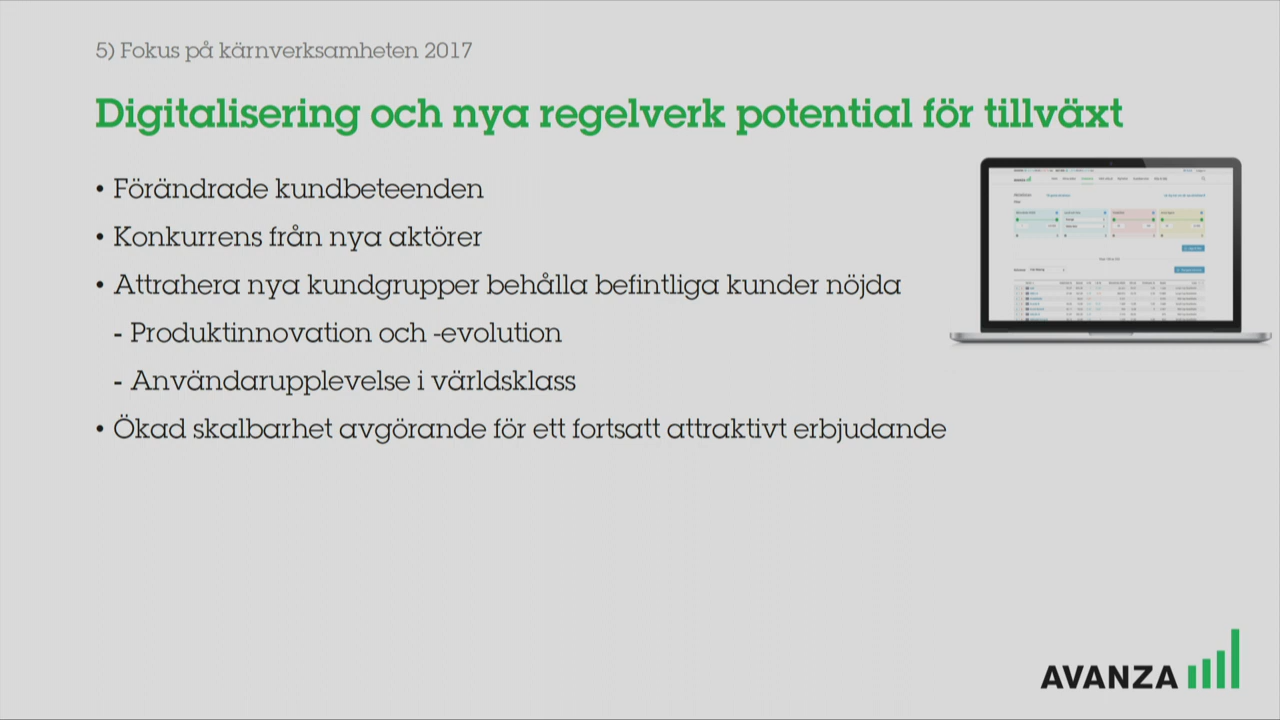 5) Fokus på kärnverksamheten 2017
Digitalisering och nya regelverk potential för tillväxt
• Förändrade kundbeteenden
• Konkurrens från nya aktörer
• Attrahera nya kundgrupper behålla befintliga kunder nöjda
- Produktinnovation och -evolution
- Användarupplevelse i världsklass
• Ökad skalbarhet avgörande för ett fortsatt attraktivt erbjudande
AVANZA
AVANZA